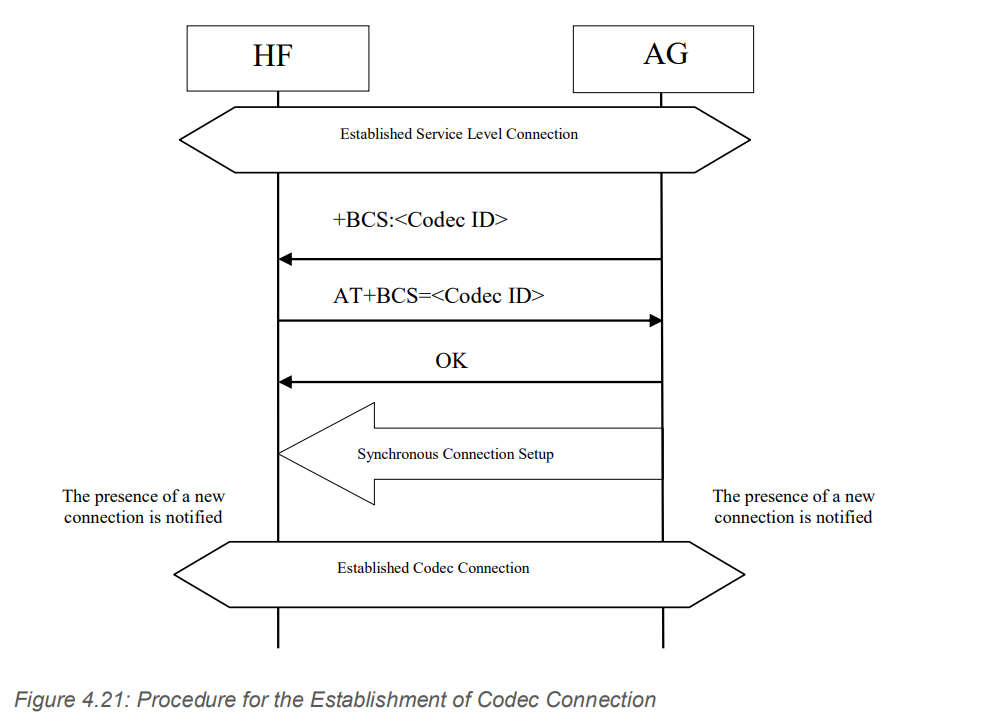 HF
AG
Established Service Level Connection
+BCS:<Codec ID>
AT+BCS=<Codec ID>
OK
Synchronous Connection Setup
The presence of a new
connection is notified
The presence of a new
connection is notified
Established Codec Connection
Figure 4.21: Procedure for the Establishment of Codec Connection